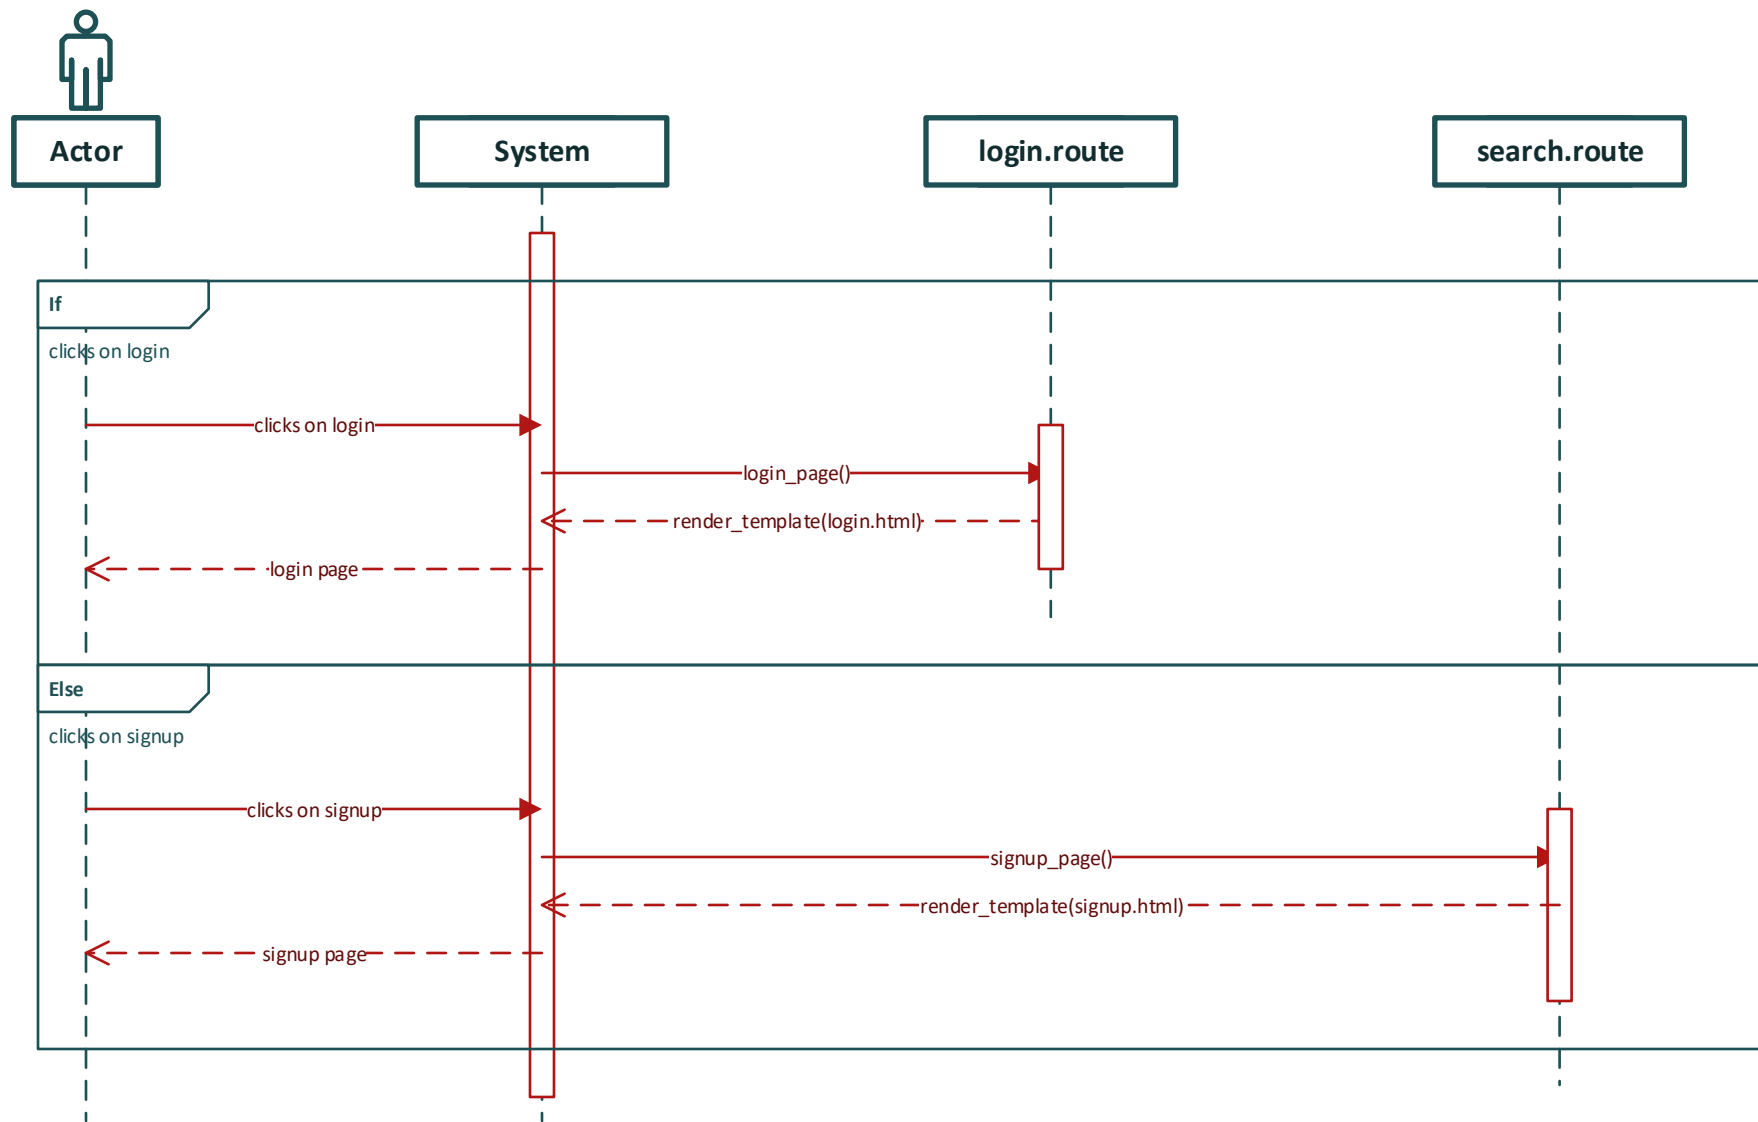 Actor
System
login.route
search.route
If
clicks on login
clicks on login
login_page()
render_template(login.html)
login page
Else
clicks on signup
clicks on signup
signup_page()
render_template(signup.html)
signup page